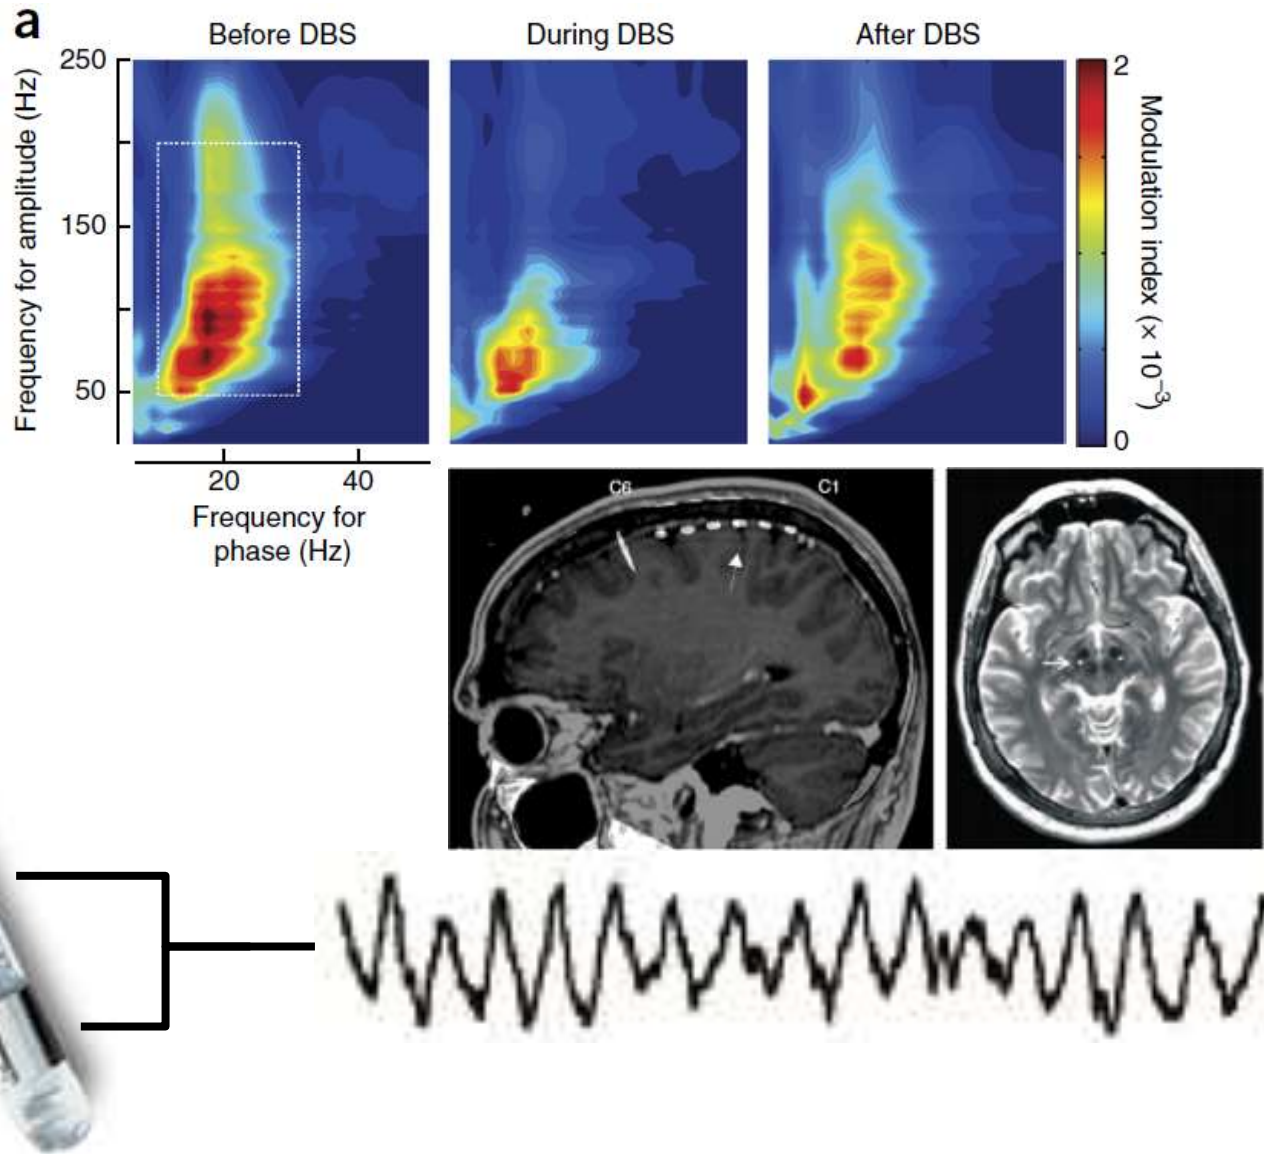 a
Before DBS
During DBS
After DBS
Frequency for amplitude (Hz)
250
150
50
20
40
Frequency for
phase (Hz)
2
0
Modulation index (× 10⁻³)
C6
C1